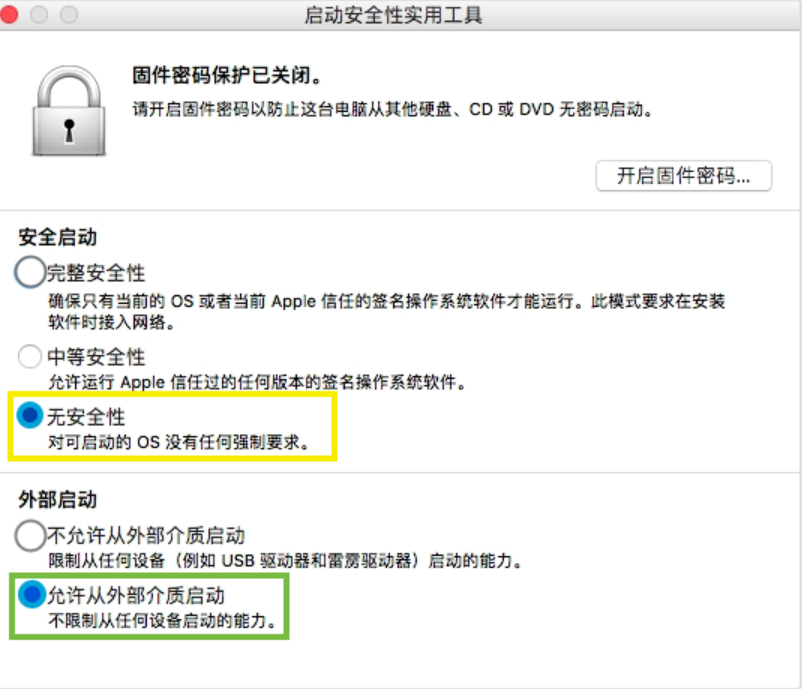 启动安全性实用工具
固件密码保护已关闭。
请开启固件密码以防止这台电脑从其他硬盘、CD 或 DVD 无密码启动。
开启固件密码...
安全启动
完整安全性
确保只有当前的 OS 或者当前 Apple 信任的签名操作系统软件才能运行。此模式要求在安装
软件时接入网络。
中等安全性
允许运行 Apple 信任过的任何版本的签名操作系统软件。
无安全性
对可启动的 OS 没有任何强制要求。
外部启动
不允许从外部介质启动
限制从任何设备（例如 USB 驱动器和雷雳驱动器）启动的能力。
允许从外部介质启动
不限制从任何设备启动的能力。